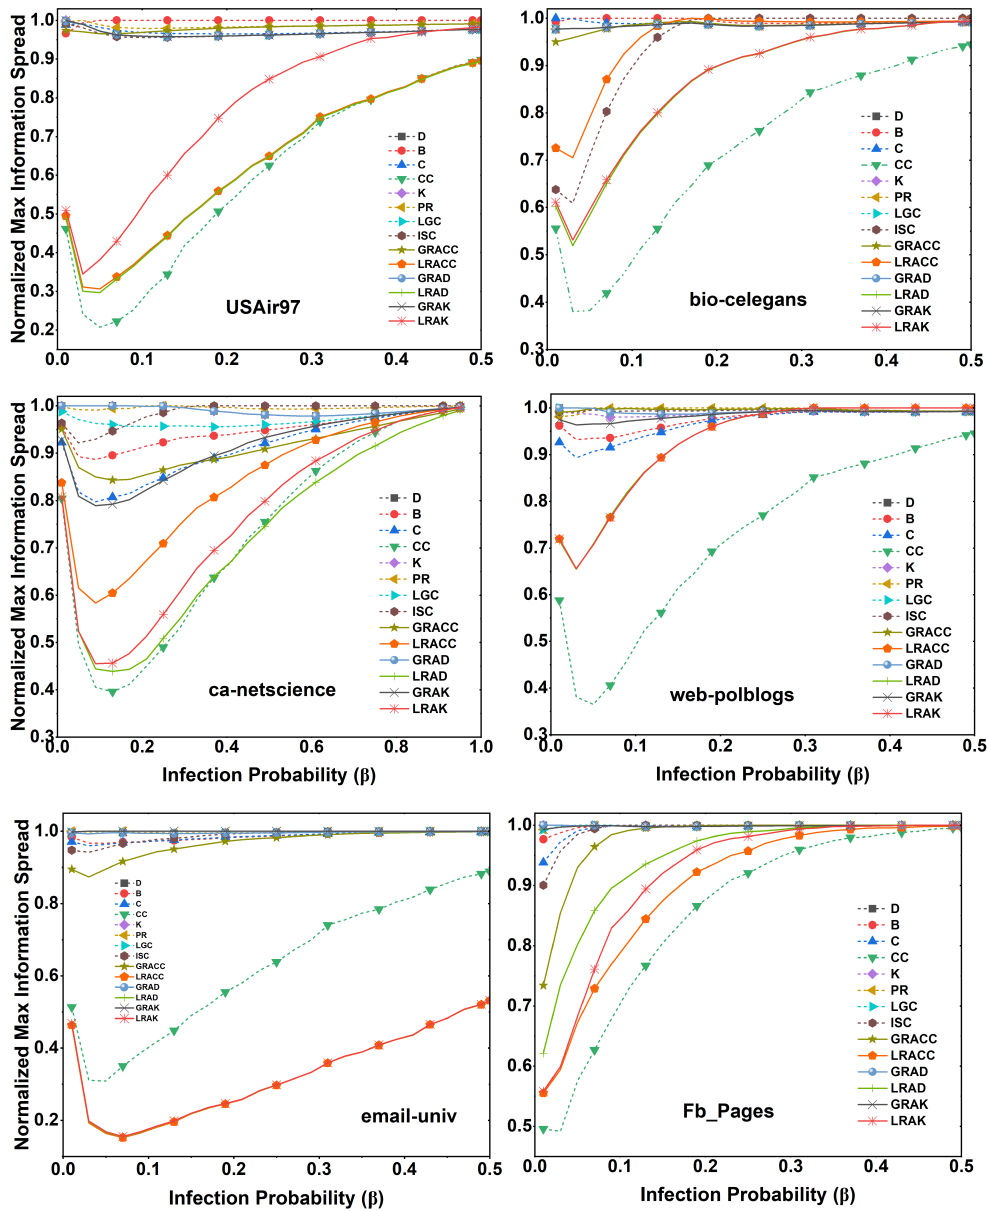 Normalized Max Information Spread
1.0
0.9
0.8
0.7
0.6
0.5
0.4
0.3
0.2
0.0
0.1
0.2
0.3
0.4
0.5
D
B
C
CC
K
PR
LGC
ISC
GRACC
LRACC
GRAD
LRAD
GRAK
LRAK
USAir97
1.0
0.9
0.8
0.7
0.6
0.5
0.4
0.3
0.0
0.1
0.2
0.3
0.4
0.5
D
B
C
CC
K
PR
LGC
ISC
GRACC
LRACC
GRAD
LRAD
GRAK
LRAK
bio-celegans
Normalized Max Information Spread
1.0
0.9
0.8
0.7
0.6
0.5
0.4
0.3
0.0
0.2
0.4
0.6
0.8
1.0
D
B
C
CC
K
PR
LGC
ISC
GRACC
LRACC
GRAD
LRAD
GRAK
LRAK
ca-netscience
Infection Probability (β)
1.0
0.9
0.8
0.7
0.6
0.5
0.4
0.3
0.0
0.1
0.2
0.3
0.4
0.5
D
B
C
CC
K
PR
LGC
ISC
GRACC
LRACC
GRAD
LRAD
GRAK
LRAK
web-polblogs
Infection Probability (β)
Normalized Max Information Spread
1.0
0.8
0.6
0.4
0.2
0.0
0.1
0.2
0.3
0.4
0.5
D
B
C
CC
K
PR
LGC
ISC
GRACC
LRACC
GRAD
LRAD
GRAK
LRAK
email-univ
Infection Probability (β)
1.0
0.9
0.8
0.7
0.6
0.5
0.0
0.1
0.2
0.3
0.4
0.5
D
B
C
CC
K
PR
LGC
ISC
GRACC
LRACC
GRAD
LRAD
GRAK
LRAK
Fb_Pages
Infection Probability (β)